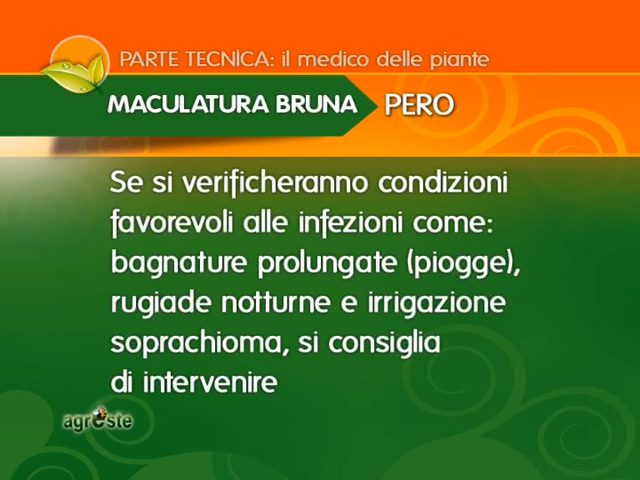 PARTE TECNICA: il medico delle piante
MACULATURA BRUNA PERO
Se si verificheranno condizioni
favorevoli alle infezioni come:
bagnature prolungate (piogge),
rugiade notturne e irrigazione
soprachioma, si consiglia
di intervenire
agreste